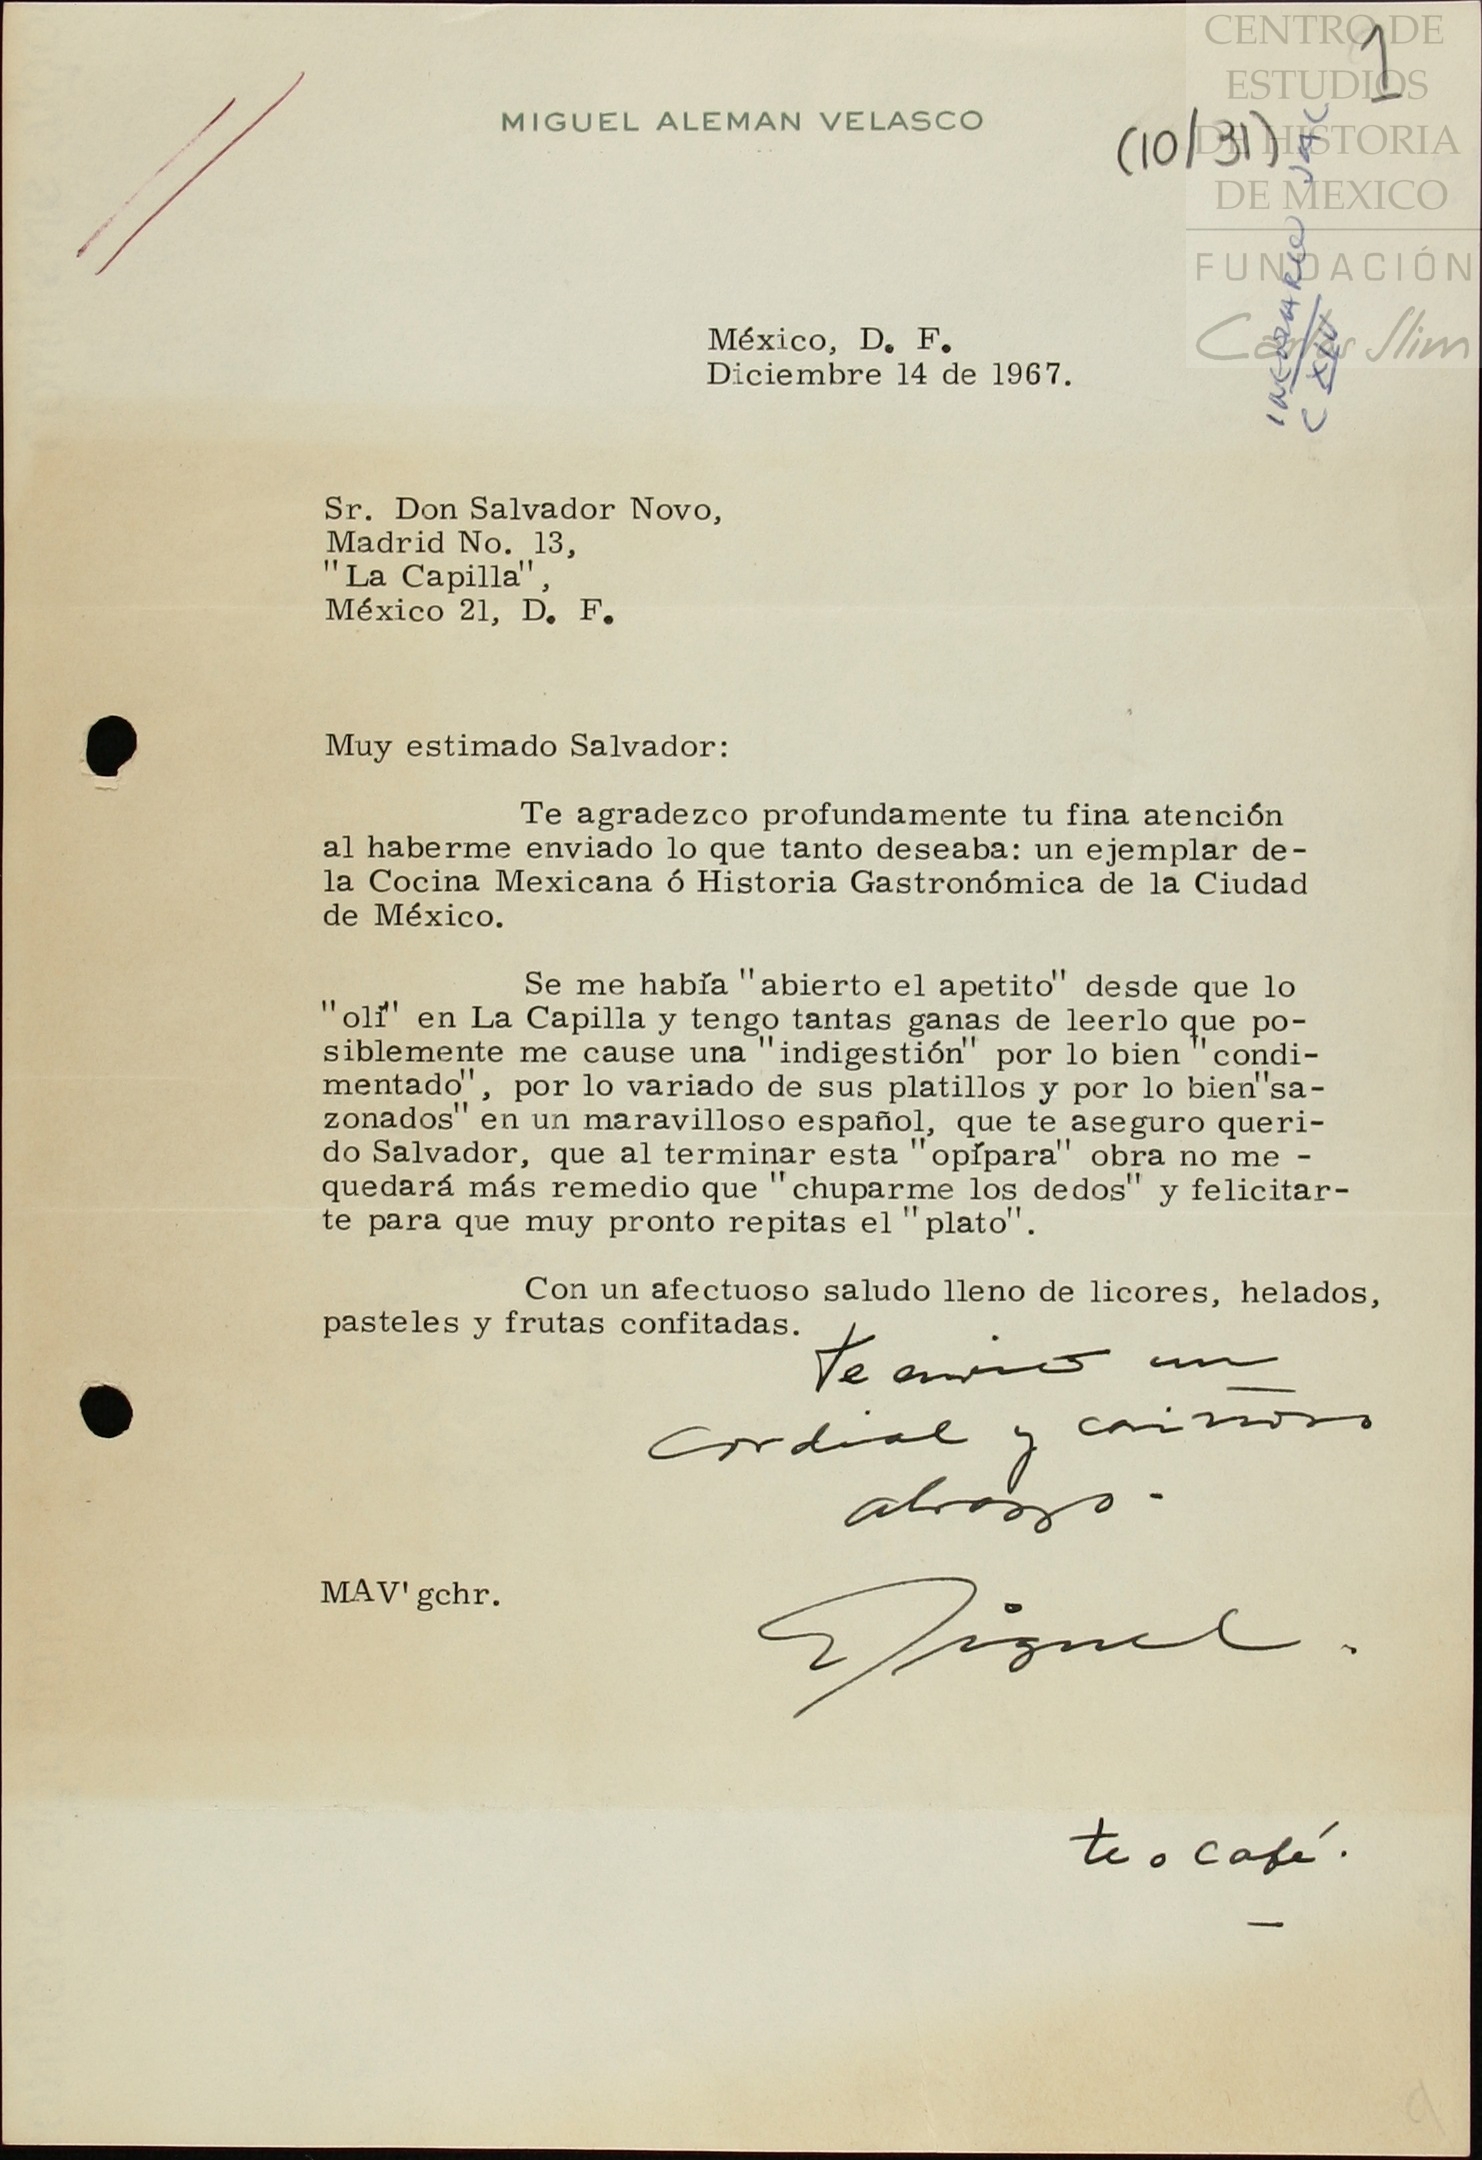 CENTRO DE
ESTUDIOS
DE HISTORIA
DE MEXICO
FUNDACIÓN
Carlos Slim
1
(10/31)
MIGUEL ALEMAN VELASCO
México, D. F.
Diciembre 14 de 1967.
Sr. Don Salvador Novo,
Madrid No. 13,
"La Capilla",
México 21, D. F.
Muy estimado Salvador:
Te agradezco profundamente tu fina atención
al haberme enviado lo que tanto deseaba: un ejemplar de-
la Cocina Mexicana ó Historia Gastronómica de la Ciudad
de México.
Se me había "abierto el apetito" desde que lo
"olí" en La Capilla y tengo tantas ganas de leerlo que po-
siblemente me cause una "indigestión" por lo bien "condi-
mentado", por lo variado de sus platillos y por lo bien"sa-
zonados" en un maravilloso español, que te aseguro queri-
do Salvador, que al terminar esta "opípara" obra no me -
quedará más remedio que "chuparme los dedos" y felicitar-
te para que muy pronto repitas el "plato".
Con un afectuoso saludo lleno de licores, helados,
pasteles y frutas confitadas.
te envio un
cordial y cariñoso
abrazo.
MAV'gchr.
Miguel.
te o café.